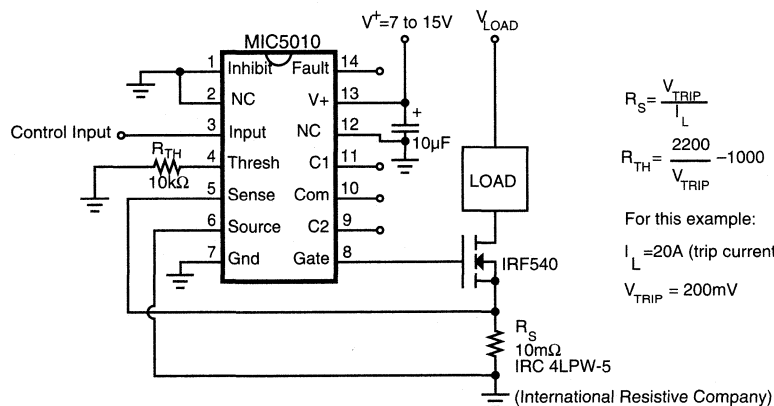 V+=7 to 15V
VLOAD
MIC5010
1 Inhibit Fault 14
2 NC V+ 13
Control Input 3 Input NC 12
+
10µF
RTH
10kΩ
4 Thresh C1 11
5 Sense Com 10
6 Source C2 9
7 Gnd Gate 8
LOAD
IRF540
RS
10mΩ
IRC 4LPW-5
(International Resistive Company)
RS= VTRIP / IL
RTH= 2200 / VTRIP –1000
For this example:
IL=20A (trip current
VTRIP = 200mV